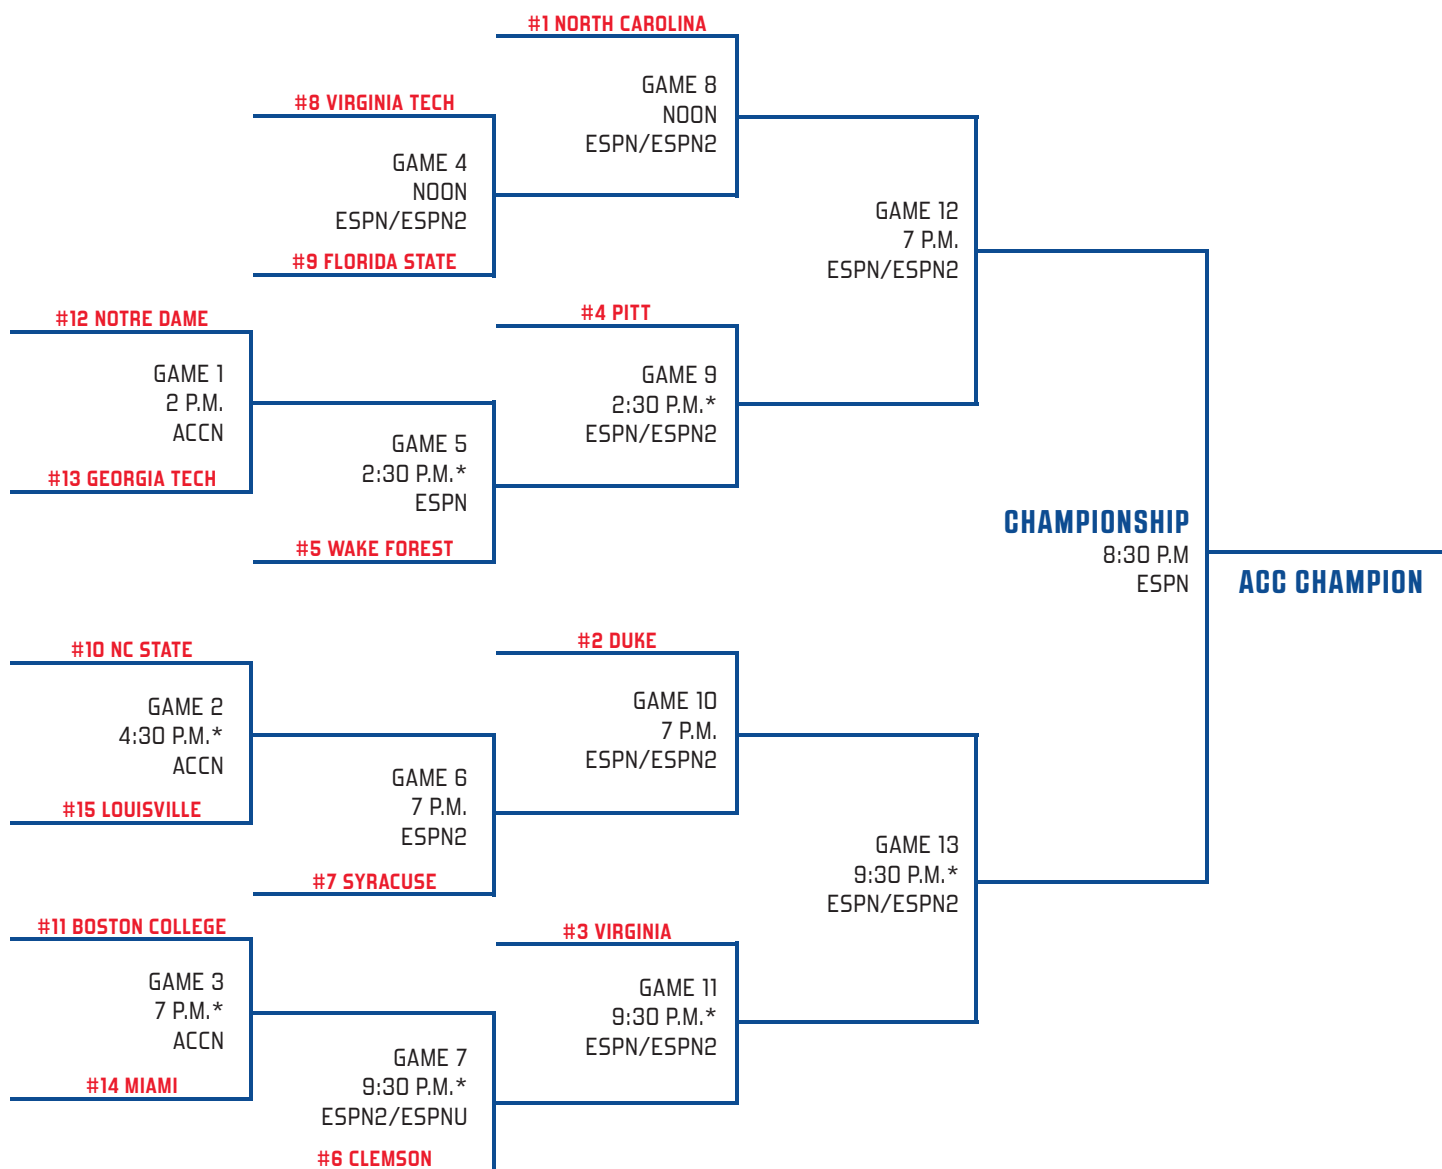 #1 NORTH CAROLINA
GAME 8
NOON
ESPN/ESPN2
#8 VIRGINIA TECH
GAME 4
NOON
ESPN/ESPN2
#9 FLORIDA STATE
GAME 12
7 P.M.
ESPN/ESPN2
#12 NOTRE DAME
GAME 1
2 P.M.
ACCN
#13 GEORGIA TECH
#4 PITT
GAME 9
2:30 P.M.*
ESPN/ESPN2
GAME 5
2:30 P.M.*
ESPN
#5 WAKE FOREST
CHAMPIONSHIP
8:30 P.M
ESPN
ACC CHAMPION
#10 NC STATE
GAME 2
4:30 P.M.*
ACCN
#15 LOUISVILLE
#2 DUKE
GAME 10
7 P.M.
ESPN/ESPN2
GAME 6
7 P.M.
ESPN2
#7 SYRACUSE
GAME 13
9:30 P.M.*
ESPN/ESPN2
#11 BOSTON COLLEGE
GAME 3
7 P.M.*
ACCN
#14 MIAMI
#3 VIRGINIA
GAME 11
9:30 P.M.*
ESPN/ESPN2
GAME 7
9:30 P.M.*
ESPN2/ESPNU
#6 CLEMSON